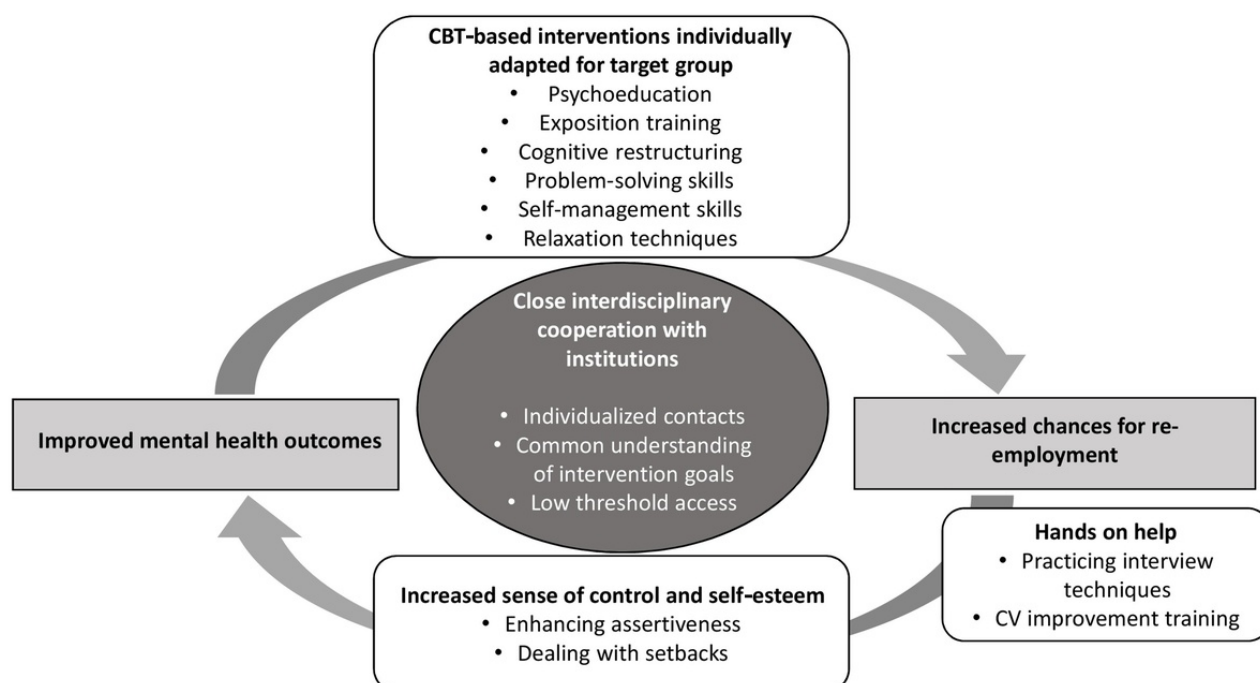 CBT-based interventions individually
adapted for target group
• Psychoeducation
• Exposition training
• Cognitive restructuring
• Problem-solving skills
• Self-management skills
• Relaxation techniques
Close interdisciplinary
cooperation with
institutions
• Individualized contacts
• Common understanding
of intervention goals
• Low threshold access
Improved mental health outcomes
Increased chances for re-
employment
Hands on help
• Practicing interview
techniques
• CV improvement training
Increased sense of control and self-esteem
• Enhancing assertiveness
• Dealing with setbacks